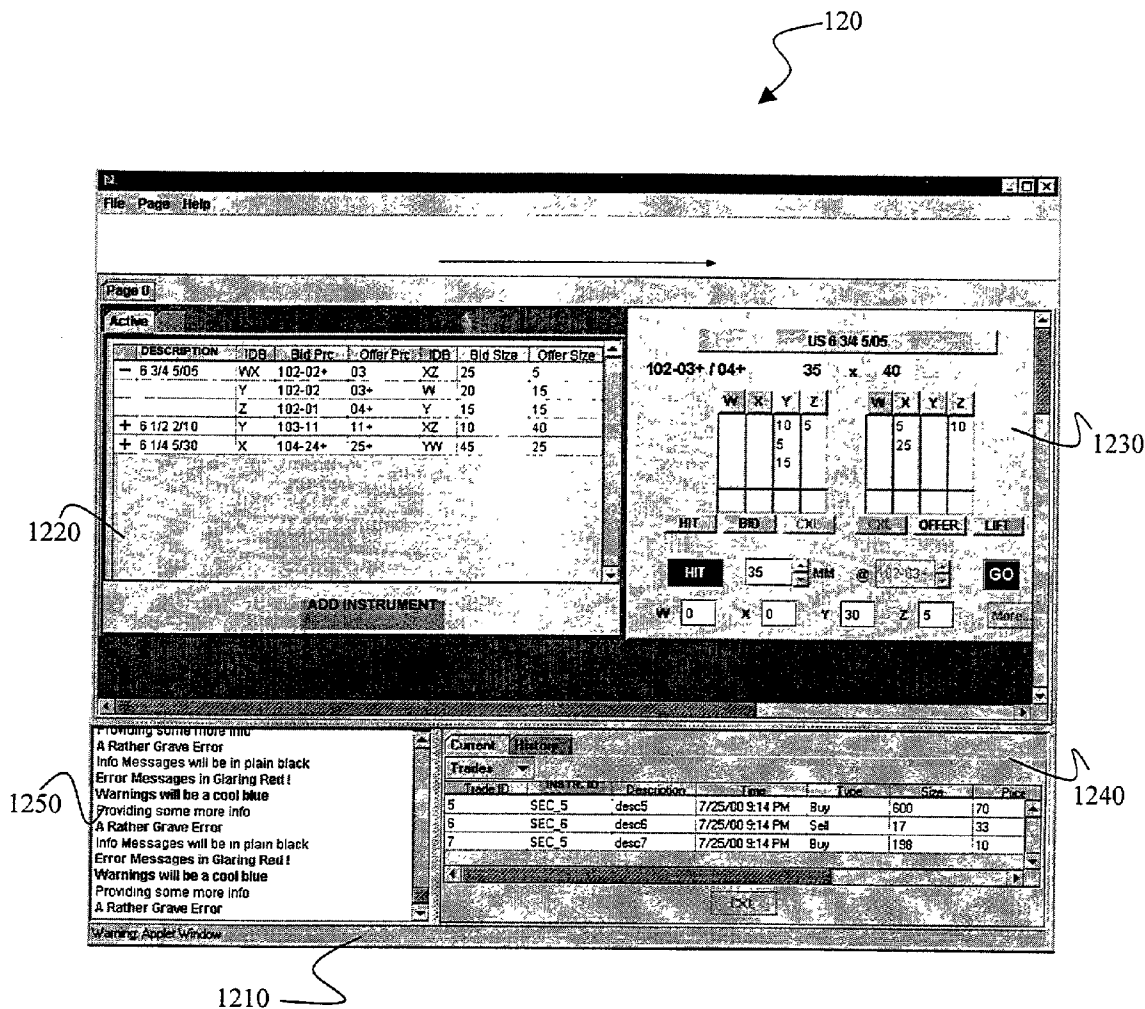 120
File Page Help
Page 0
Active
DESCRIPTION IDB Bid Prc Offer Prc IDB Bid Size Offer Size
− 6 3/4 5/05 WX 102-02+ 03 XZ 25 5
Y 102-02 03+ W 20 15
Z 102-01 04+ Y 15 15
+ 6 1/2 2/10 Y 103-11 11+ XZ 10 40
+ 6 1/4 5/30 X 104-24+ 25+ YW 45 25
ADD INSTRUMENT
1220
US 6 3/4 5/05
102-03+ / 04+ 35 x 40
W X Y Z W X Y Z
10 5 5 10
5 25
15
HIT BID CXL CXL OFFER LIFT
HIT 35 MM @ 102-03+ GO
W 0 X 0 Y 30 Z 5 More
1230
Providing some more info
A Rather Grave Error
Info Messages will be in plain black
Error Messages in Glaring Red !
Warnings will be a cool blue
Providing some more info
A Rather Grave Error
Info Messages will be in plain black
Error Messages in Glaring Red !
Warnings will be a cool blue
Providing some more info
A Rather Grave Error
1250
Current History
Trades
Trade ID INSTR. ID Description Time Type Size Price
5 SEC_5 desc5 7/25/00 9:14 PM Buy 600 70
6 SEC_6 desc6 7/25/00 9:14 PM Sell 17 33
7 SEC_5 desc7 7/25/00 9:14 PM Buy 198 10
CXL
1240
Warning: Applet Window
1210